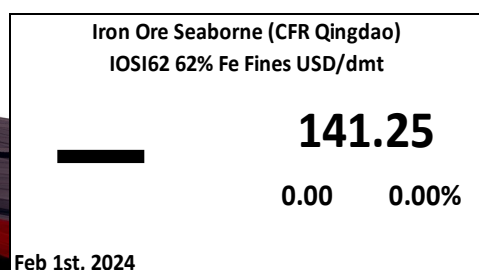 Iron Ore Seaborne (CFR Qingdao)
IOSI62 62% Fe Fines USD/dmt
141.25
0.00 0.00%
Feb 1st, 2024